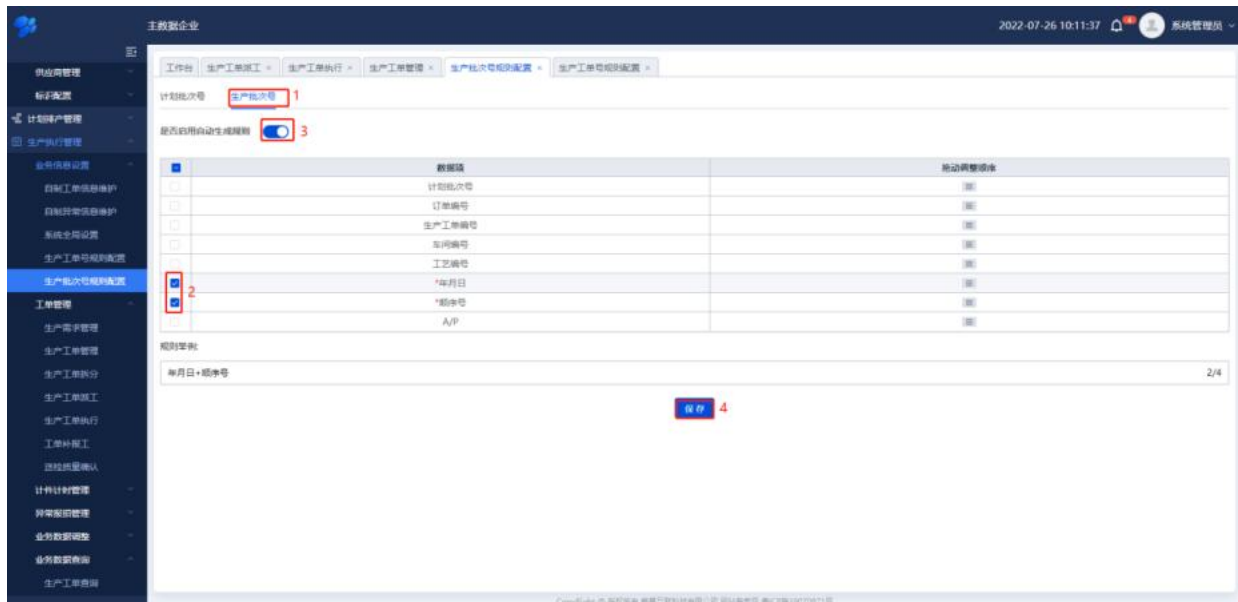 主数据企业
2022-07-26 10:11:37
4
系统管理员
供应商管理
标识配置
计划排产管理
生产执行管理
业务信息设置
自制工单信息维护
自制异常信息维护
系统全局设置
生产工单号规则配置
生产批次号规则配置
工单管理
生产需求管理
生产工单管理
生产工单拆分
生产工单派工
生产工单执行
工单补报工
送检质量确认
计件计时管理
异常报损管理
业务数据调整
业务数据查询
生产工单查询
工作台 生产工单派工 × 生产工单执行 × 生产工单管理 × 生产批次号规则配置 × 生产工单号规则配置 ×
计划批次号 生产批次号 1
是否启用自动生成规则 3
数据项 拖动调整顺序
计划批次号
订单编号
生产工单编号
车间编号
工艺编号
*年月日
2
*顺序号
A/P
规则举例:
年月日+顺序号 2/4
保存 4